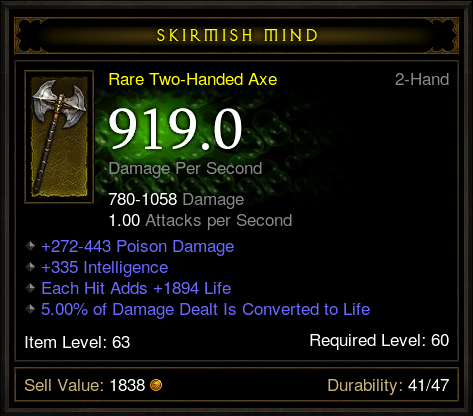 SKIRMISH MIND
Rare Two-Handed Axe 2-Hand
919.0
Damage Per Second
780-1058 Damage
1.00 Attacks per Second
+272-443 Poison Damage
+335 Intelligence
Each Hit Adds +1894 Life
5.00% of Damage Dealt Is Converted to Life
Item Level: 63 Required Level: 60
Sell Value: 1838 Durability: 41/47